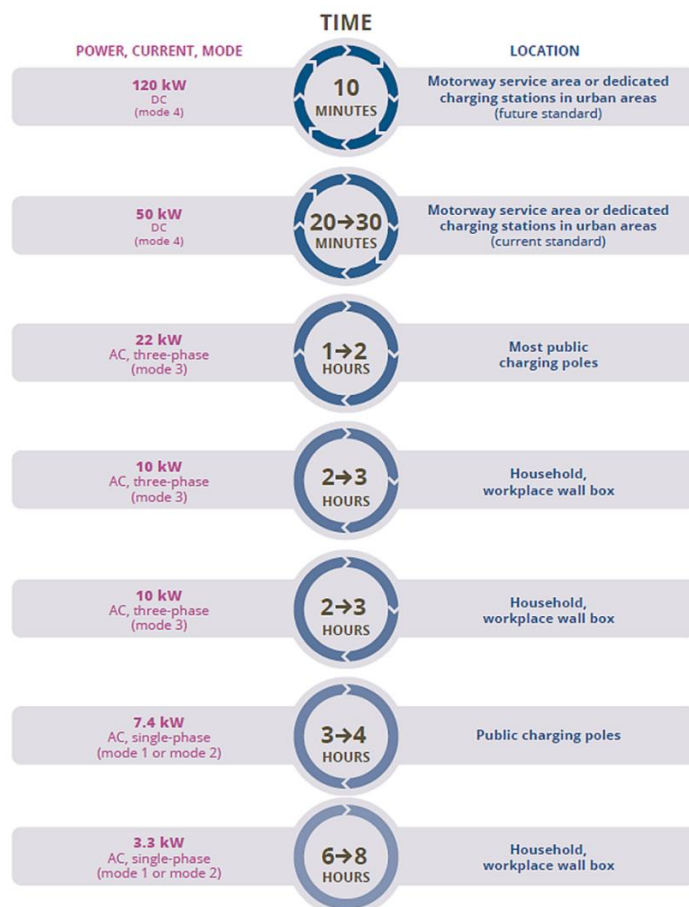 TIME
POWER, CURRENT, MODE
LOCATION
120 kW
DC
(mode 4)
10
MINUTES
Motorway service area or dedicated
charging stations in urban areas
(future standard)
50 kW
DC
(mode 4)
20→30
MINUTES
Motorway service area or dedicated
charging stations in urban areas
(current standard)
22 kW
AC, three-phase
(mode 3)
1→2
HOURS
Most public
charging poles
10 kW
AC, three-phase
(mode 3)
2→3
HOURS
Household,
workplace wall box
10 kW
AC, three-phase
(mode 3)
2→3
HOURS
Household,
workplace wall box
7.4 kW
AC, single-phase
(mode 1 or mode 2)
3→4
HOURS
Public charging poles
3.3 kW
AC, single-phase
(mode 1 or mode 2)
6→8
HOURS
Household,
workplace wall box